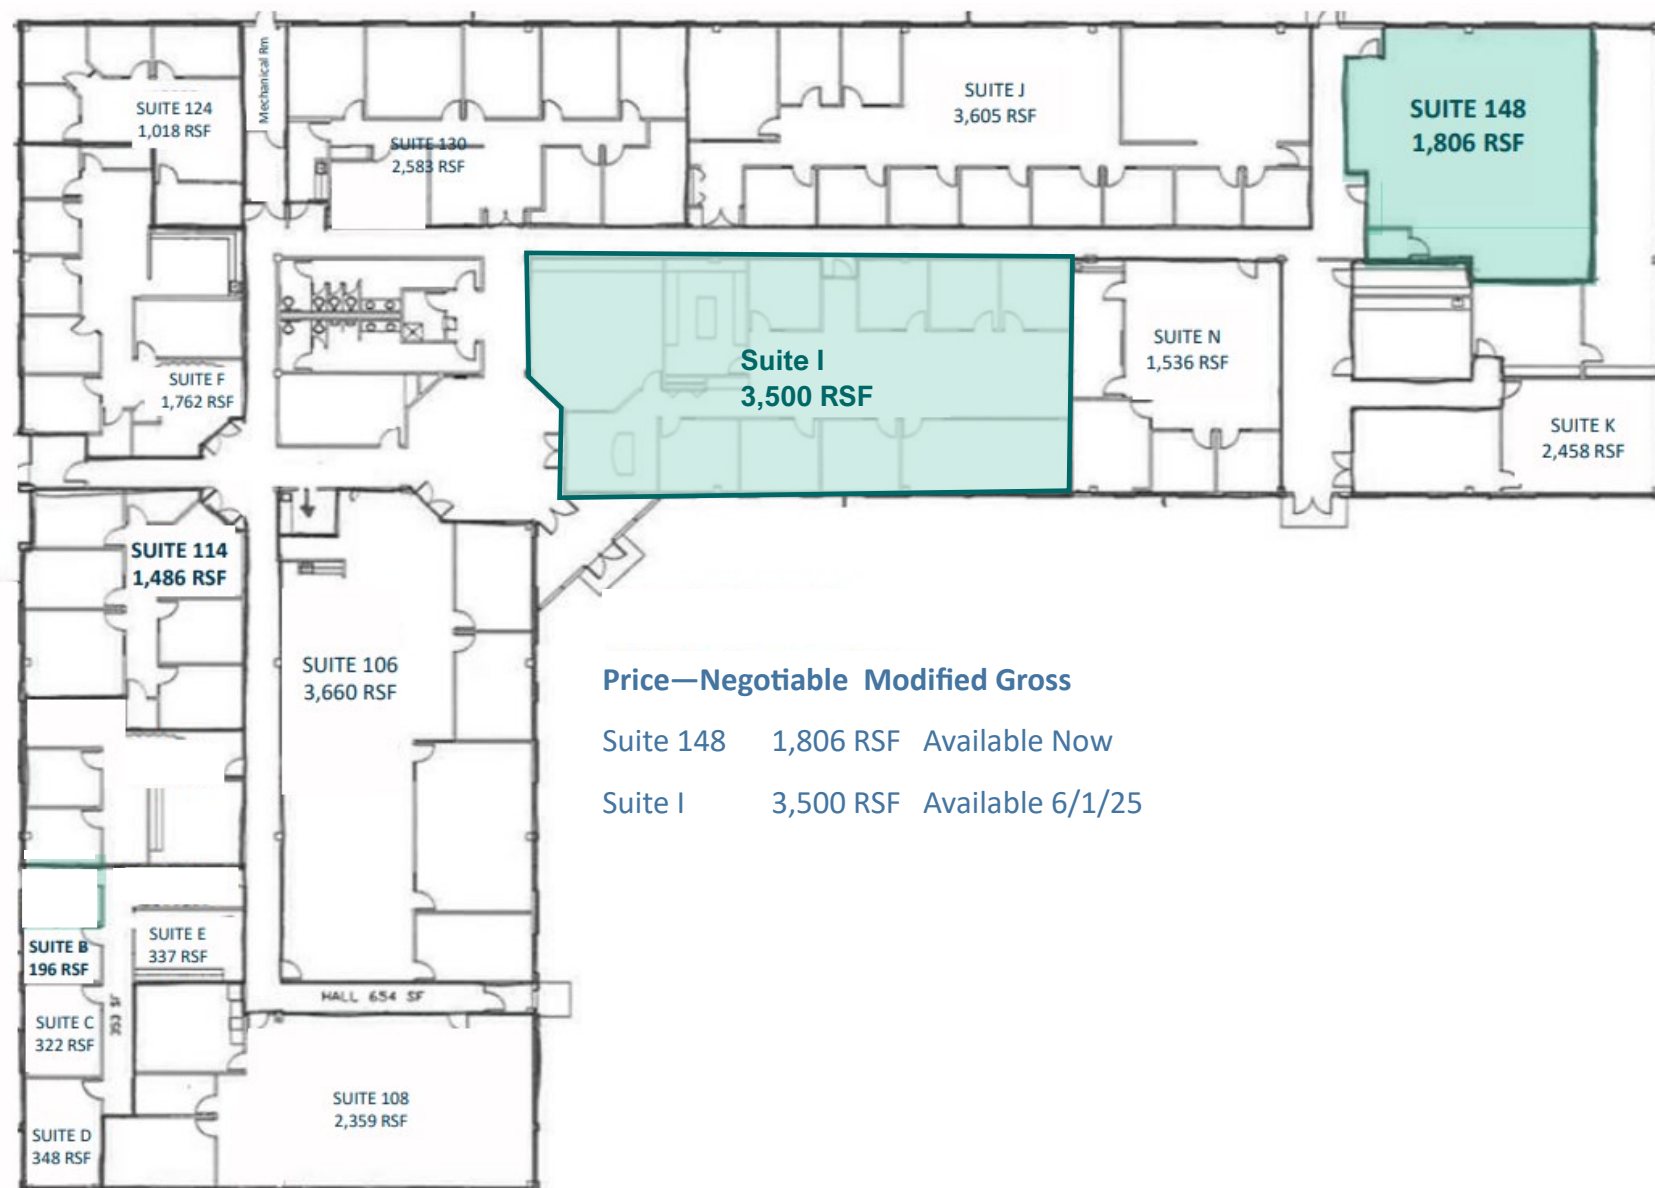 Mechanical Rm
SUITE 124
1,018 RSF
SUITE 130
2,583 RSF
SUITE J
3,605 RSF
SUITE 148
1,806 RSF
Suite I
3,500 RSF
SUITE N
1,536 RSF
SUITE F
1,762 RSF
SUITE K
2,458 RSF
SUITE 114
1,486 RSF
SUITE 106
3,660 RSF
Price—Negotiable Modified Gross
Suite 148 1,806 RSF Available Now
Suite I 3,500 RSF Available 6/1/25
SUITE B
196 RSF
SUITE E
337 RSF
HALL 654 SF
353 SF
SUITE C
322 RSF
SUITE 108
2,359 RSF
SUITE D
348 RSF